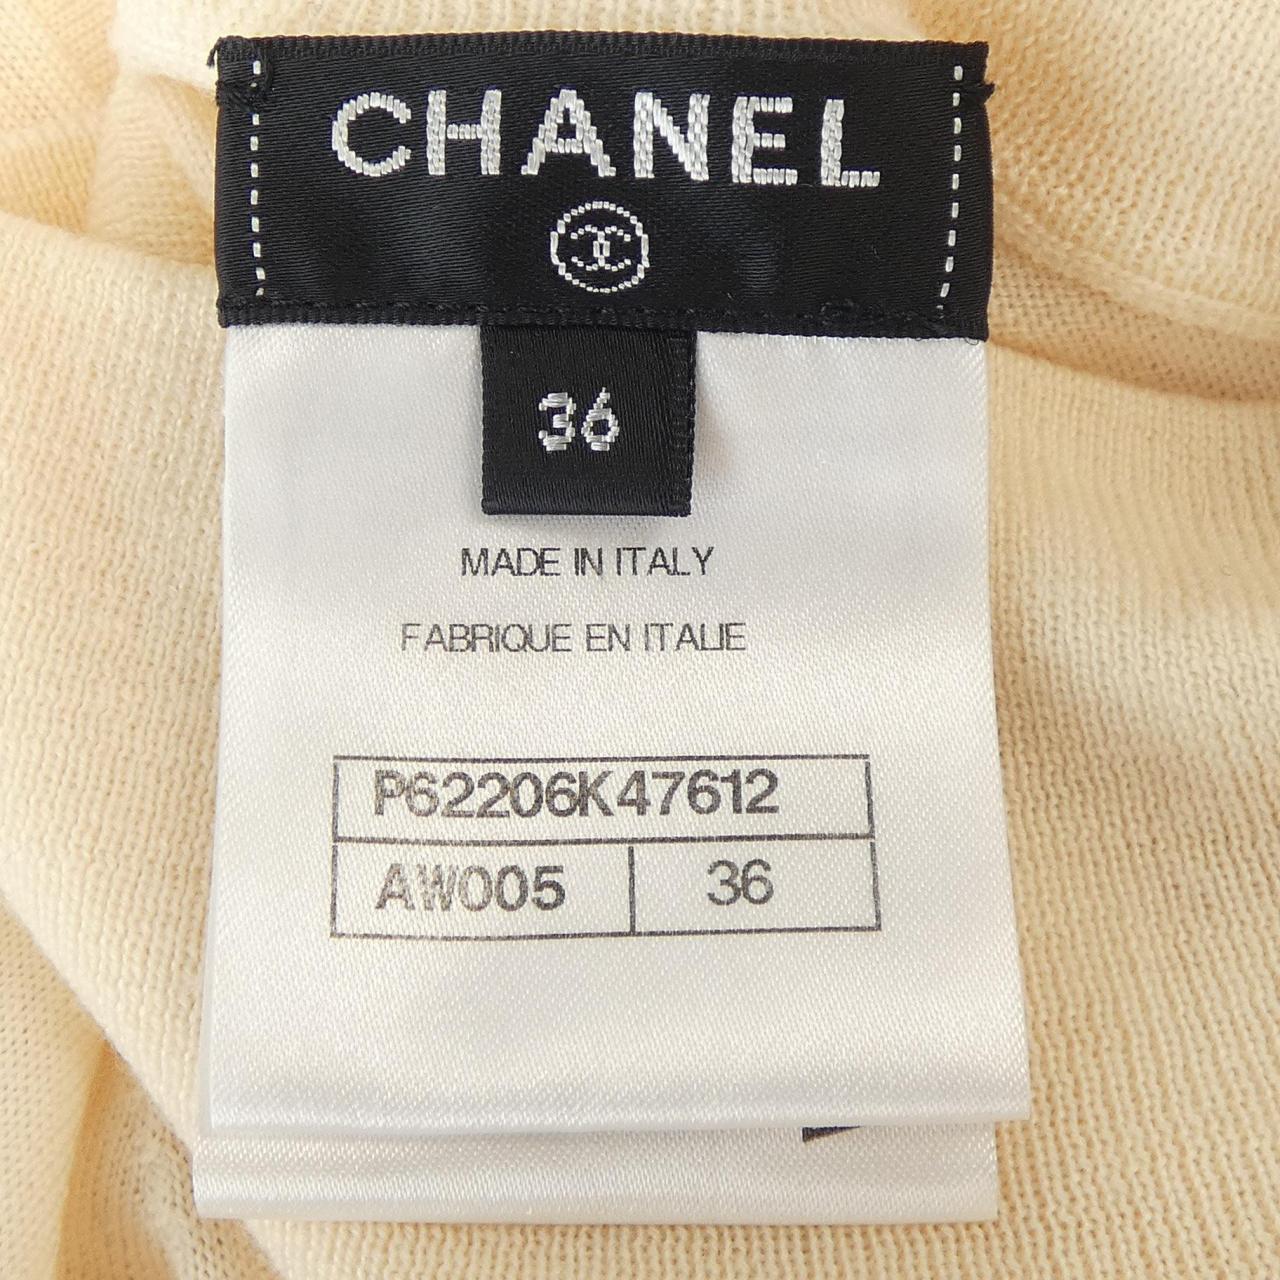 CHANEL
36
MADE IN ITALY
FABRIQUE EN ITALIE
P62206K47612
AW005 36